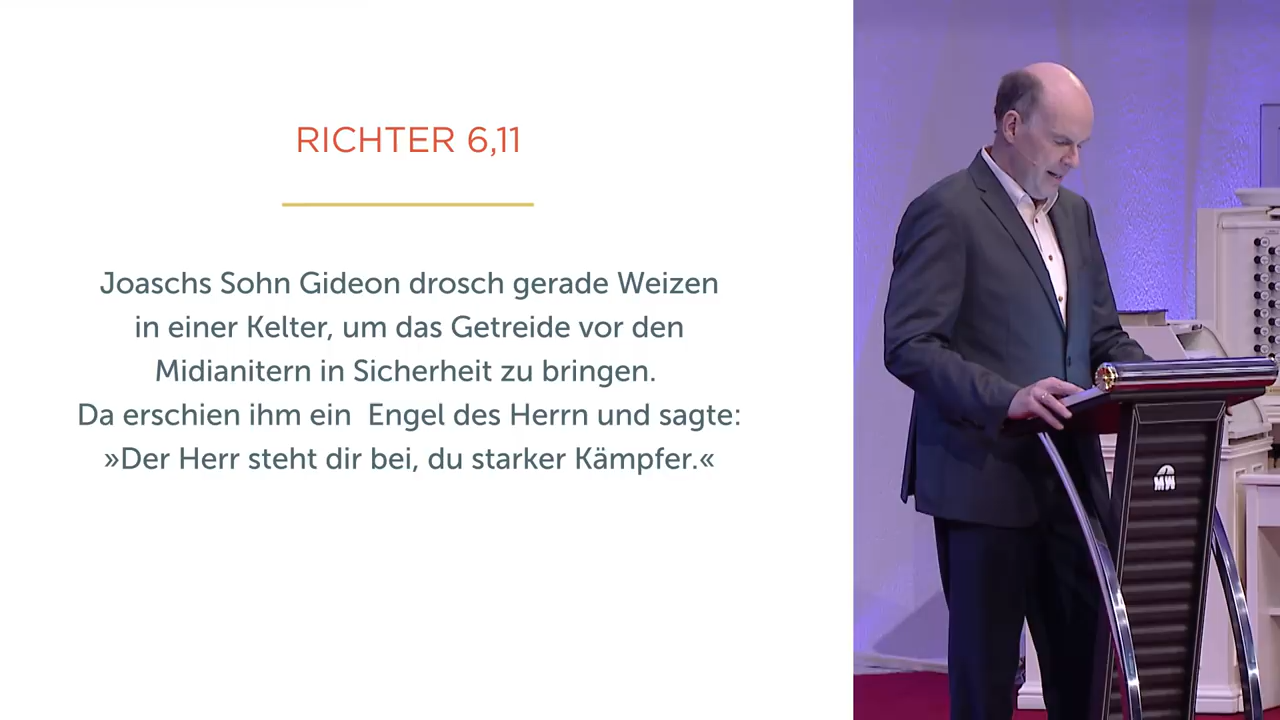 RICHTER 6,11
Joaschs Sohn Gideon drosch gerade Weizen
in einer Kelter, um das Getreide vor den
Midianitern in Sicherheit zu bringen.
Da erschien ihm ein  Engel des Herrn und sagte:
»Der Herr steht dir bei, du starker Kämpfer.«
MW